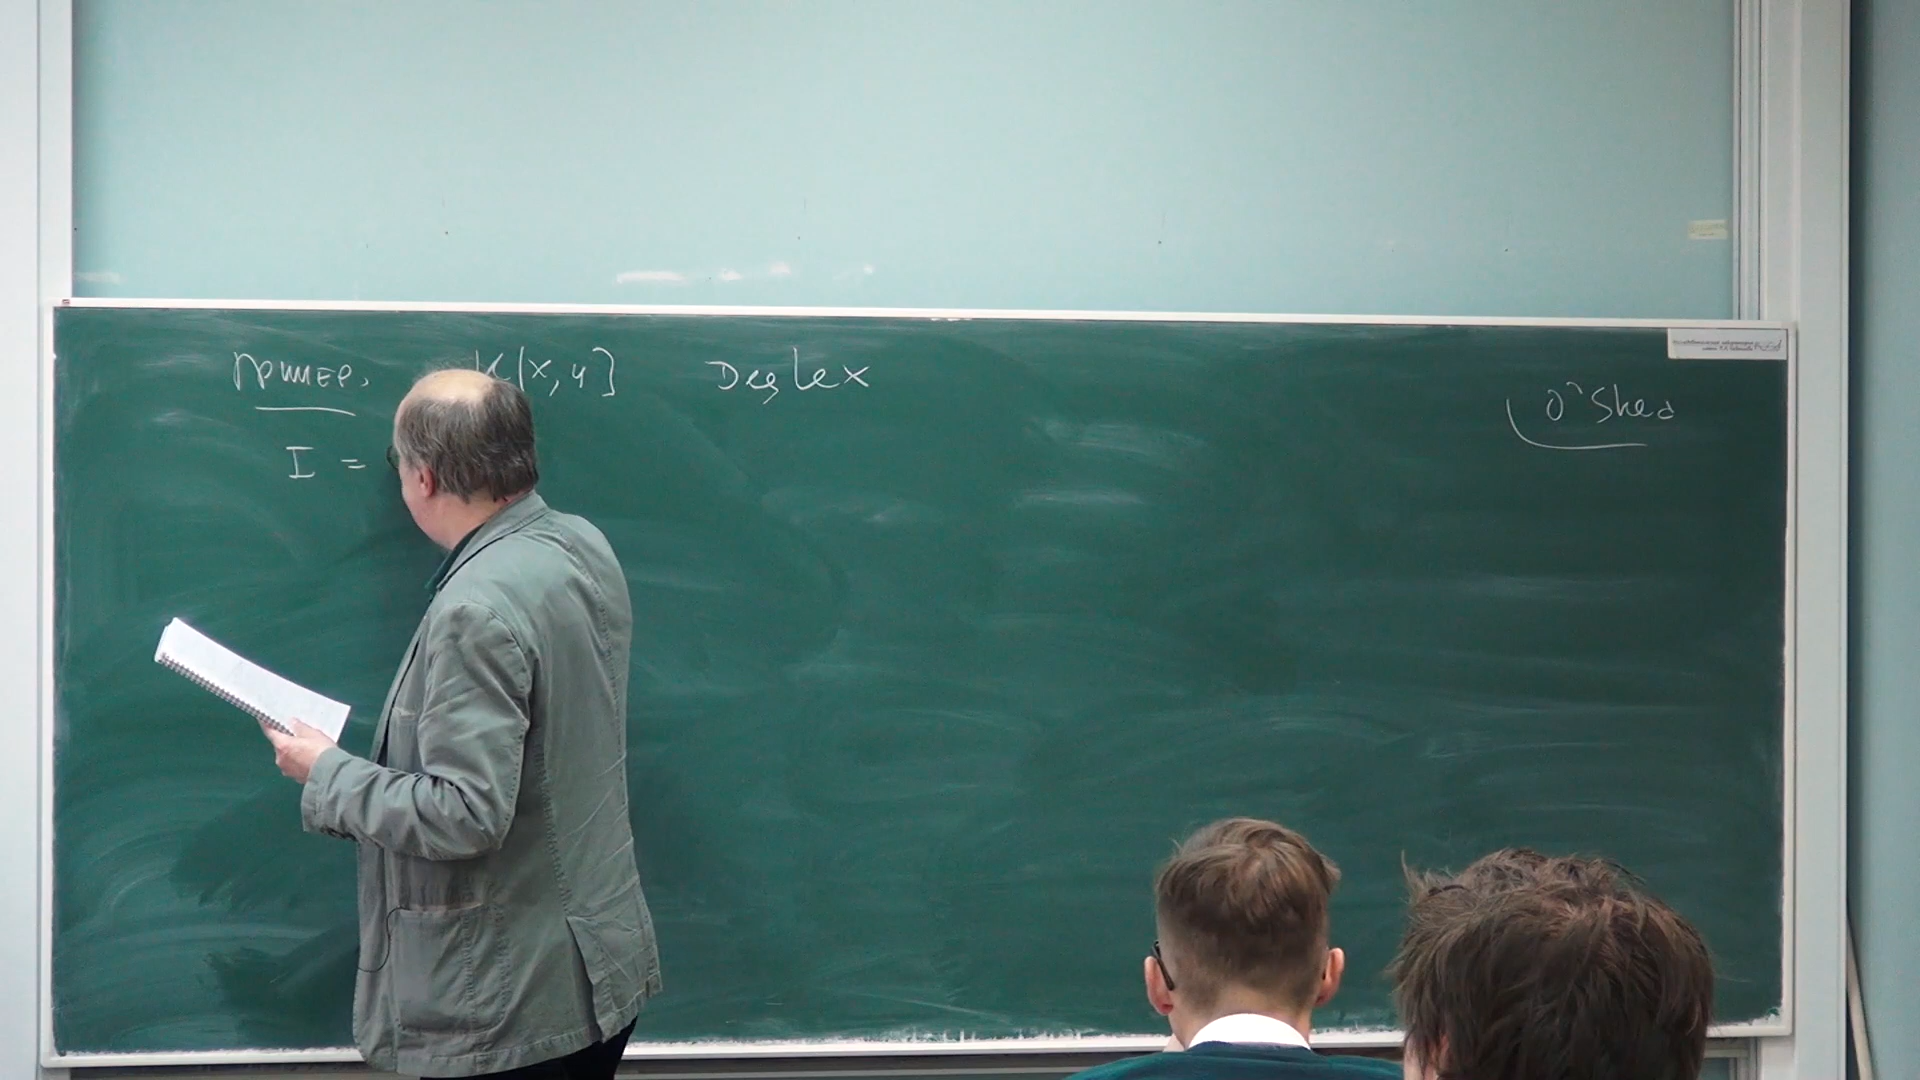 Пример. K[x, y] Deglex
I =
O'Shea